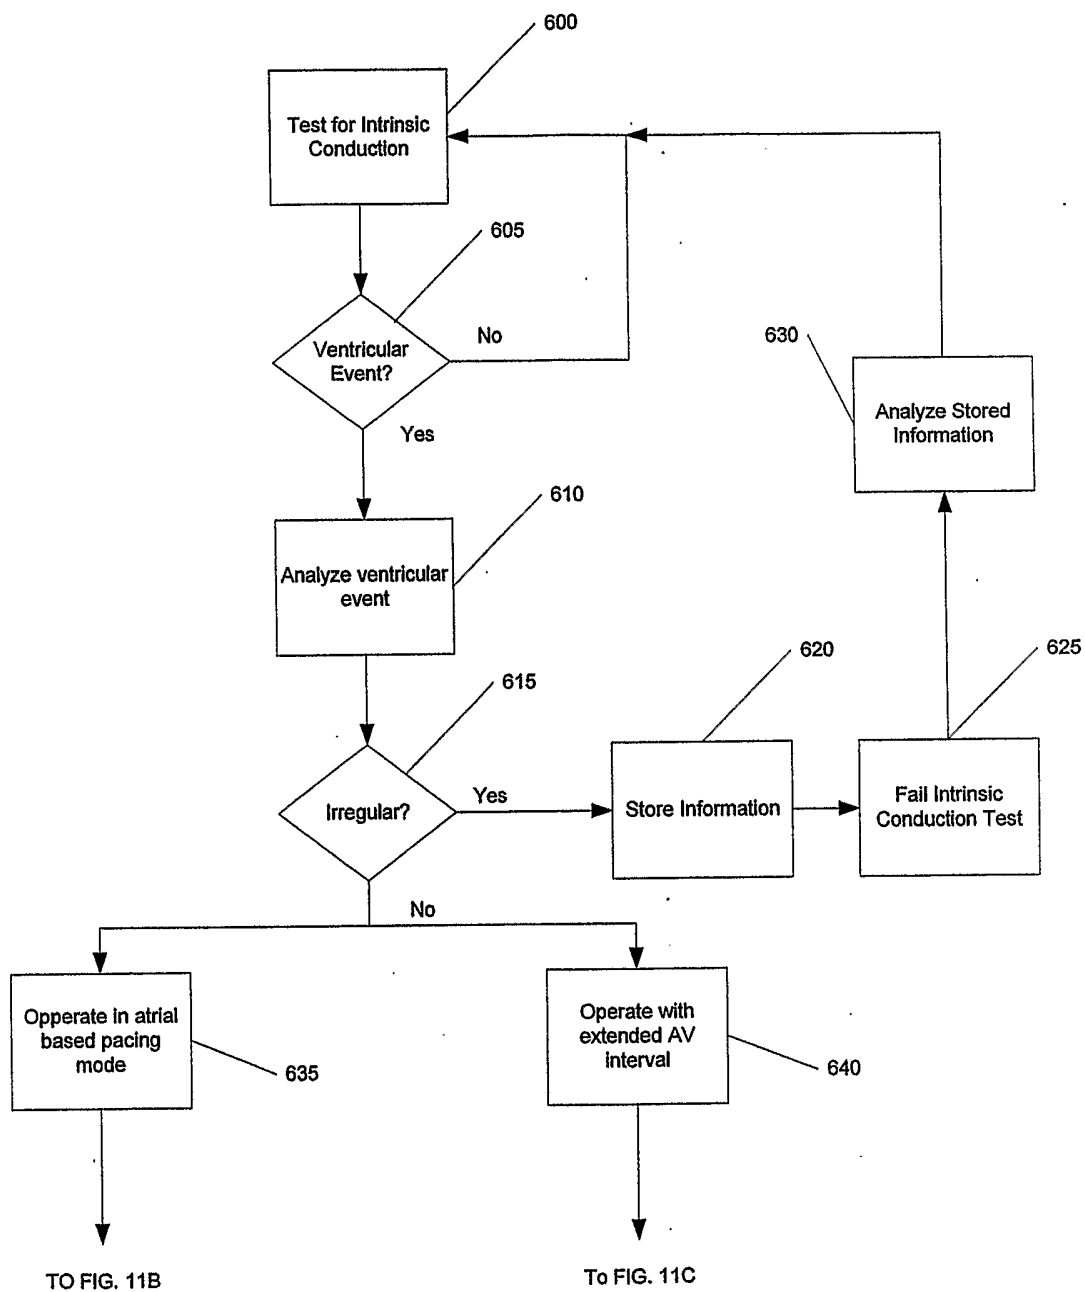 600
Test for Intrinsic
Conduction
605
Ventricular
Event?
No
Yes
630
Analyze Stored
Information
610
Analyze ventricular
event
615
Irregular?
Yes
620
Store Information
625
Fail Intrinsic
Conduction Test
No
Opperate in atrial
based pacing
mode
635
Operate with
extended AV
Interval
640
TO FIG. 11B
To FIG. 11C